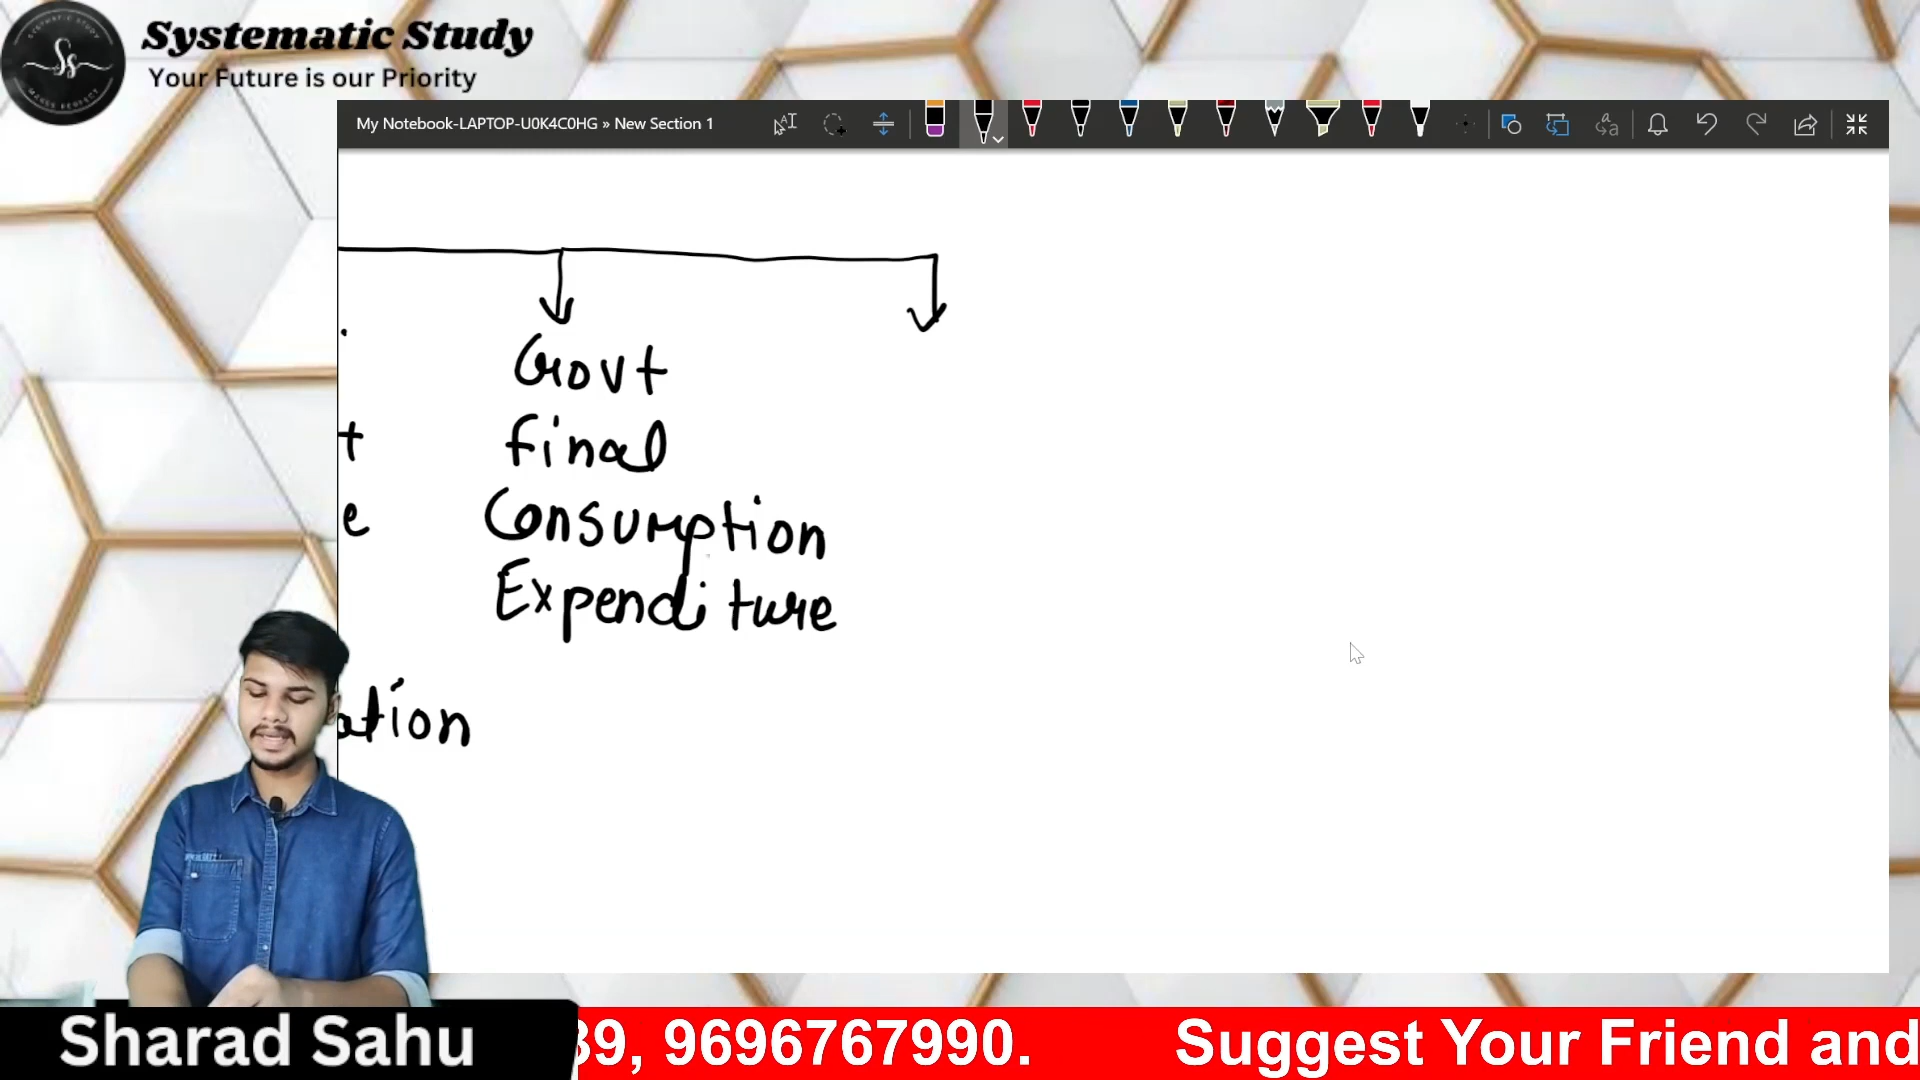 Systematic Study
Your Future is our Priority
My Notebook-LAPTOP-U0K4C0HG » New Section 1
Govt
t
final
e
Consumption
Expenditure
ation
Sharad Sahu
39, 9696767990.
Suggest Your Friend and